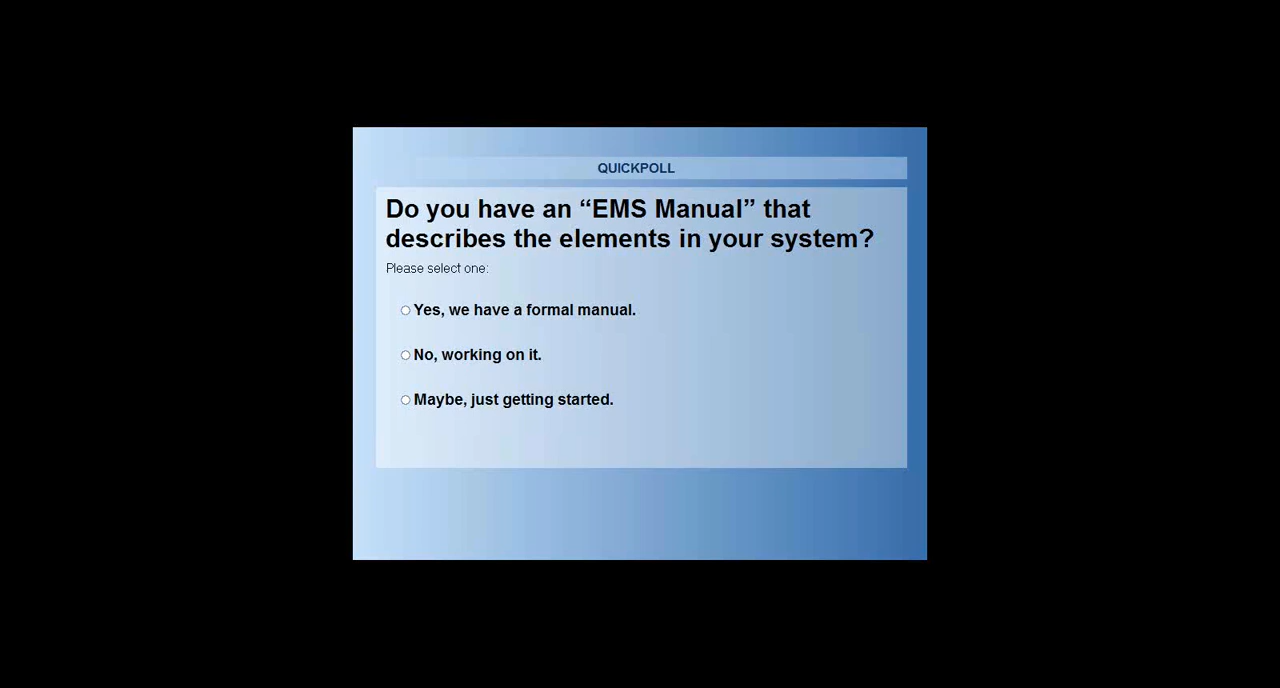 QUICKPOLL
Do you have an “EMS Manual” that
describes the elements in your system?
Please select one:
Yes, we have a formal manual.
No, working on it.
Maybe, just getting started.